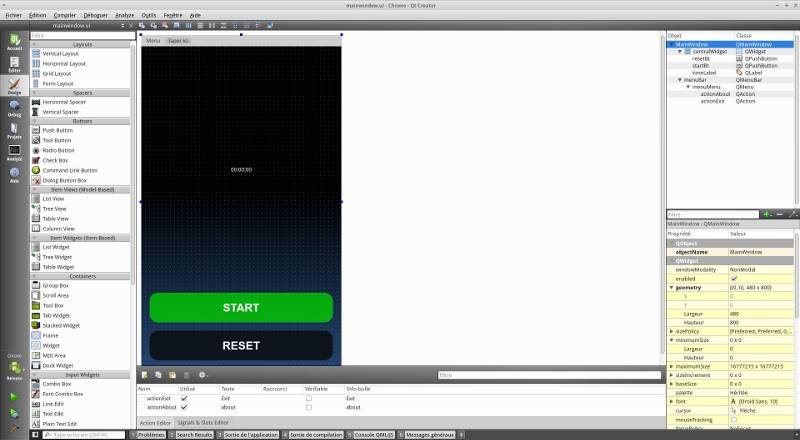 mainwindow.ui - Chrono - Qt Creator
Fichier Édition Compiler Débuguer Analyze Outils Fenêtre Aide
mainwindow.ui
Accueil
Éditer
Design
Debug
Projets
Analyze
Aide
Chrono
Release
Filtre
Layouts
Vertical Layout
Horizontal Layout
Grid Layout
Form Layout
Spacers
Horizontal Spacer
Vertical Spacer
Buttons
Push Button
Tool Button
Radio Button
Check Box
Command Link Button
Dialog Button Box
Item Views (Model-Based)
List View
Tree View
Table View
Column View
Item Widgets (Item-Based)
List Widget
Tree Widget
Table Widget
Containers
Group Box
Scroll Area
Tool Box
Tab Widget
Stacked Widget
Frame
Widget
MDI Area
Dock Widget
Input Widgets
Combo Box
Font Combo Box
Line Edit
Text Edit
Plain Text Edit
Menu Taper ici
00:00:00
START
RESET
Filtre
Nom Utilisé Texte Raccourci Vérifiable Info-bulle
actionExit Exit Exit
actionAbout about about
Action Editor Signals & Slots Editor
Objet Classe
MainWindow QMainWindow
centralWidget QWidget
resetBt QPushButton
startBt QPushButton
timeLabel QLabel
menuBar QMenuBar
menuMenu QMenu
actionAbout QAction
actionExit QAction
Filtre
MainWindow : QMainWindow
Propriété Valeur
QObject
objectName MainWindow
QWidget
windowModality NonModal
enabled
geometry [(0, 0), 480 x 800]
X 0
Y 0
Largeur 480
Hauteur 800
sizePolicy [Preferred, Preferred, 0,...
minimumSize 0 x 0
Largeur 0
Hauteur 0
maximumSize 16777215 x 16777215
sizeIncrement 0 x 0
baseSize 0 x 0
palette Héritée
font A [Droid Sans, 10]
cursor Flèche
mouseTracking
Type to locate (Ctrl+K)
1 Problèmes 2 Search Results 3 Sortie de l'application 4 Sortie de compilation 5 Console QML/JS 6 Messages généraux